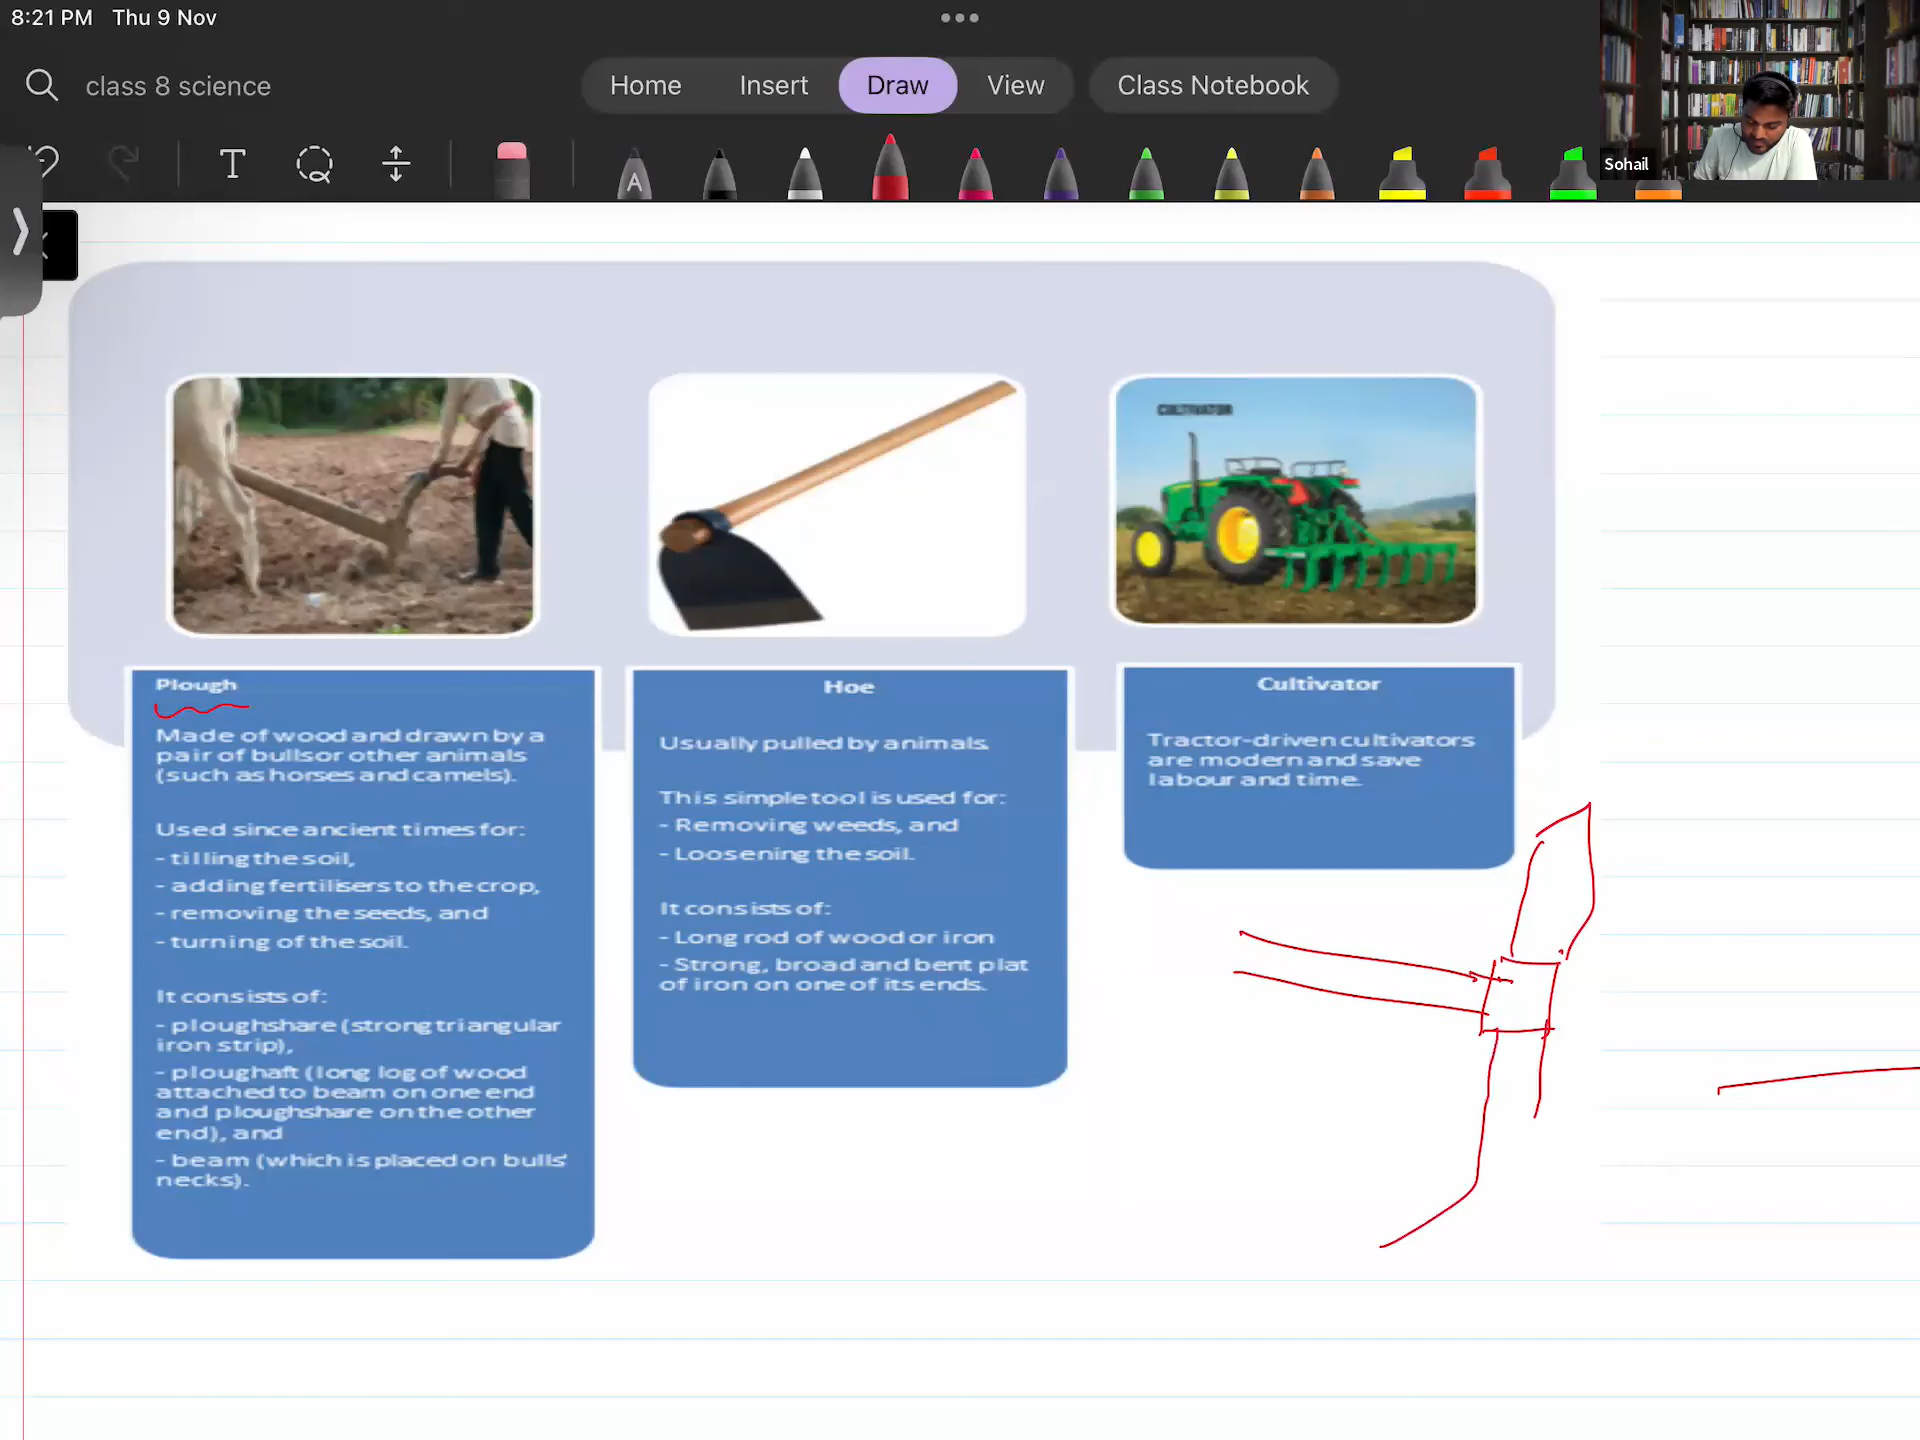 8:21 PM Thu 9 Nov
class 8 science
Home Insert Draw View Class Notebook
T
A
Sohail
CULTIVATOR
Plough
Made of wood and drawn by a
pair of bulls or other animals
(such as horses and camels).
Used since ancient times for:
- tilling the soil,
- adding fertilisers to the crop,
- removing the seeds, and
- turning of the soil.
It consists of:
- ploughshare (strong triangular
iron strip),
- ploughaft (long log of wood
attached to beam on one end
and ploughshare on the other
end), and
- beam (which is placed on bulls'
necks).
Hoe
Usually pulled by animals.
This simple tool is used for:
- Removing weeds, and
- Loosening the soil.
It consists of:
- Long rod of wood or iron
- Strong, broad and bent plat
of iron on one of its ends.
Cultivator
Tractor-driven cultivators
are modern and save
labour and time.